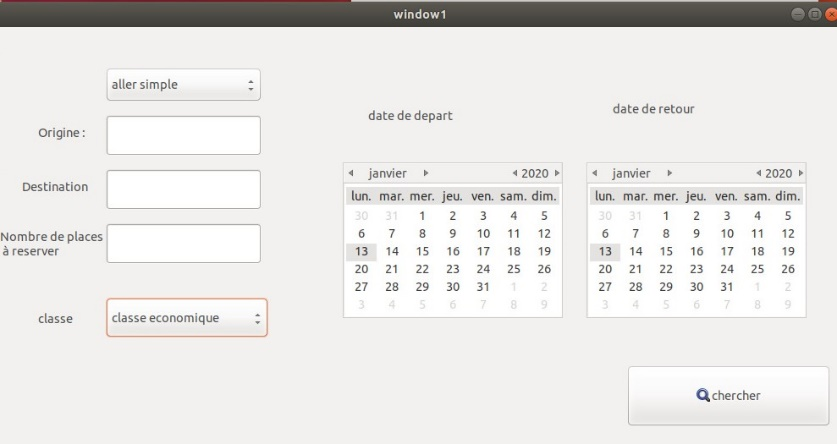 window1
aller simple
Origine :
Destination
Nombre de places
à reserver
classe
classe economique
date de depart
janvier 2020
lun. mar. mer. jeu. ven. sam. dim.
30 31 1 2 3 4 5
6 7 8 9 10 11 12
13 14 15 16 17 18 19
20 21 22 23 24 25 26
27 28 29 30 31 1 2
3 4 5 6 7 8 9
date de retour
janvier 2020
lun. mar. mer. jeu. ven. sam. dim.
30 31 1 2 3 4 5
6 7 8 9 10 11 12
13 14 15 16 17 18 19
20 21 22 23 24 25 26
27 28 29 30 31 1 2
3 4 5 6 7 8 9
chercher